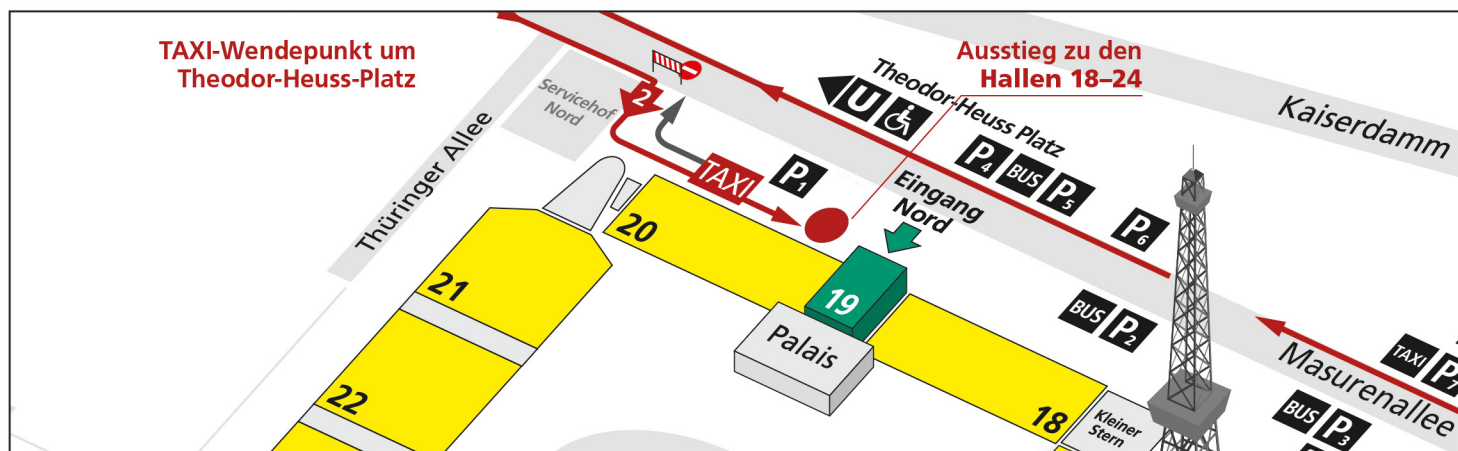 TAXI-Wendepunkt um
Theodor-Heuss-Platz
Ausstieg zu den
Hallen 18–24
Kaiserdamm
Servicehof
Nord
2
Thüringer Allee
Theodor-Heuss Platz
U
P4 BUS P5
P6
TAXI
P1
Eingang
Nord
20
21
22
19
Palais
18
Kleiner
Stern
BUS P2
Masurenallee
TAXI P7
BUS P3